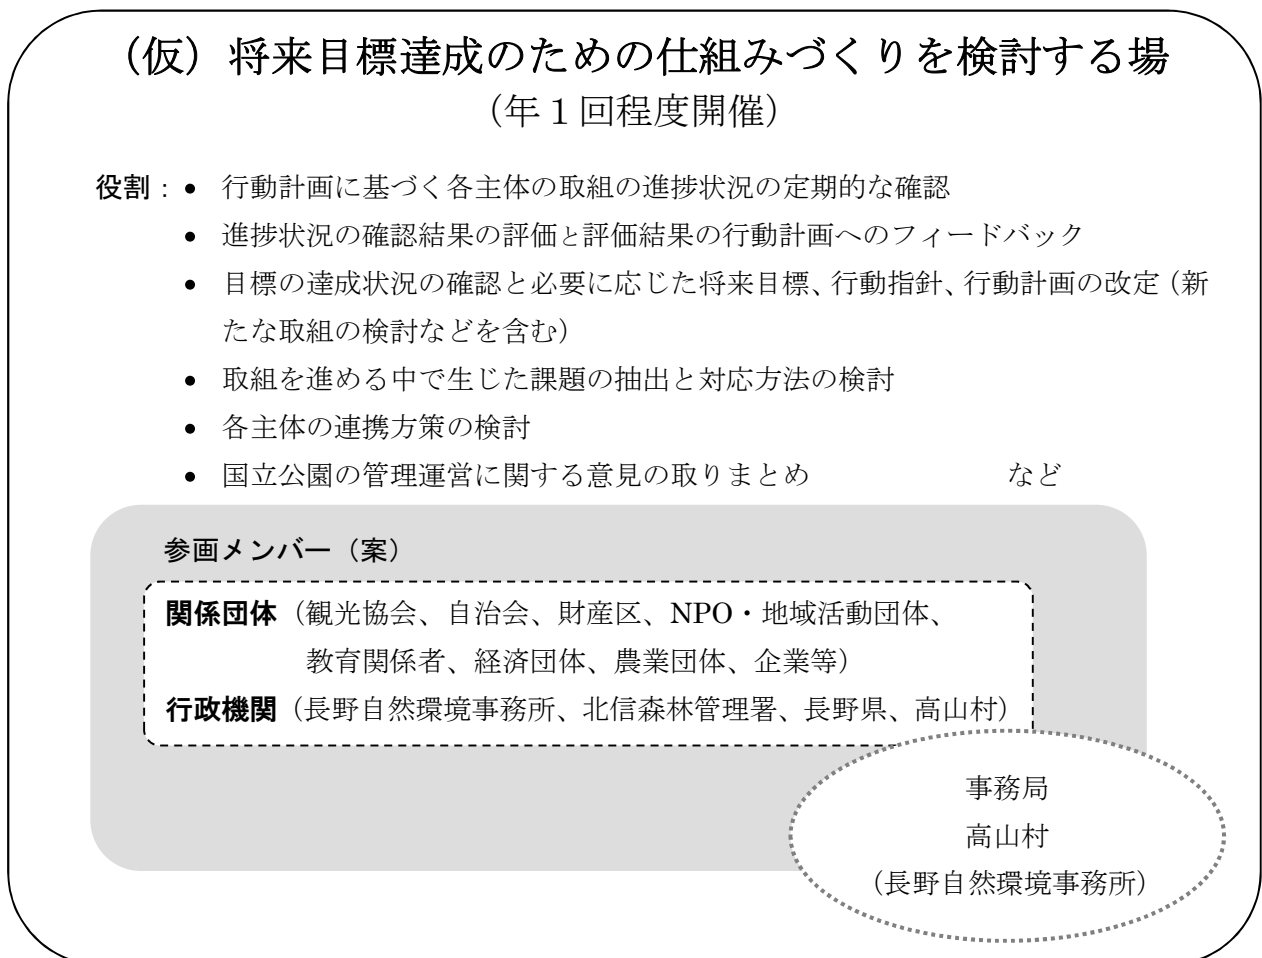 （仮）将来目標達成のための仕組みづくりを検討する場
（年１回程度開催）
役割：● 行動計画に基づく各主体の取組の進捗状況の定期的な確認
● 進捗状況の確認結果の評価と評価結果の行動計画へのフィードバック
● 目標の達成状況の確認と必要に応じた将来目標、行動指針、行動計画の改定（新
たな取組の検討などを含む）
● 取組を進める中で生じた課題の抽出と対応方法の検討
● 各主体の連携方策の検討
● 国立公園の管理運営に関する意見の取りまとめ　　　　　　　など
参画メンバー（案）
関係団体（観光協会、自治会、財産区、NPO・地域活動団体、
教育関係者、経済団体、農業団体、企業等）
行政機関（長野自然環境事務所、北信森林管理署、長野県、高山村）
事務局
高山村
（長野自然環境事務所）